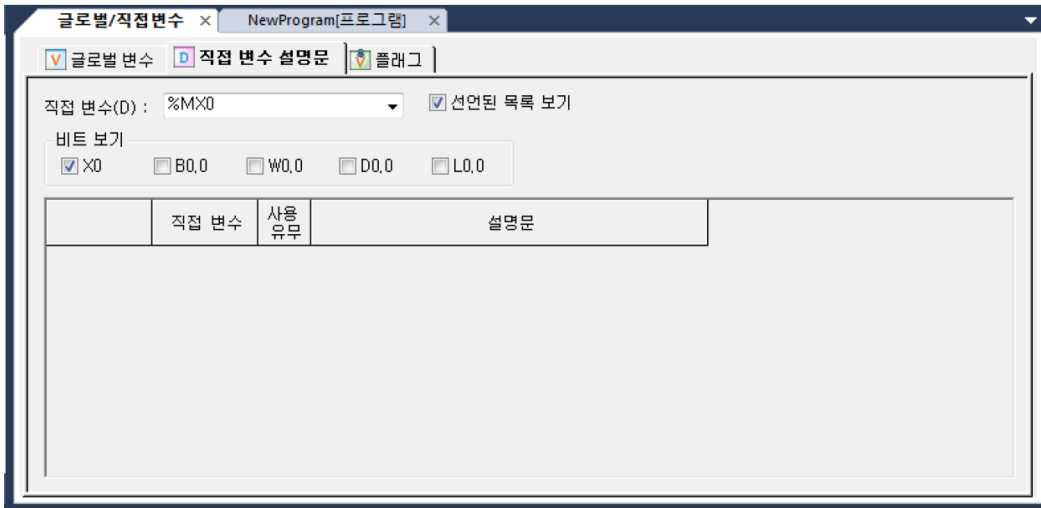 글로벌/직접변수 × NewProgram[프로그램] ×
V 글로벌 변수 D 직접 변수 설명문 V 플래그
직접 변수(D) : %MX0 선언된 목록 보기
비트 보기
X0 B0,0 W0,0 D0,0 L0,0
직접 변수 사용 유무 설명문